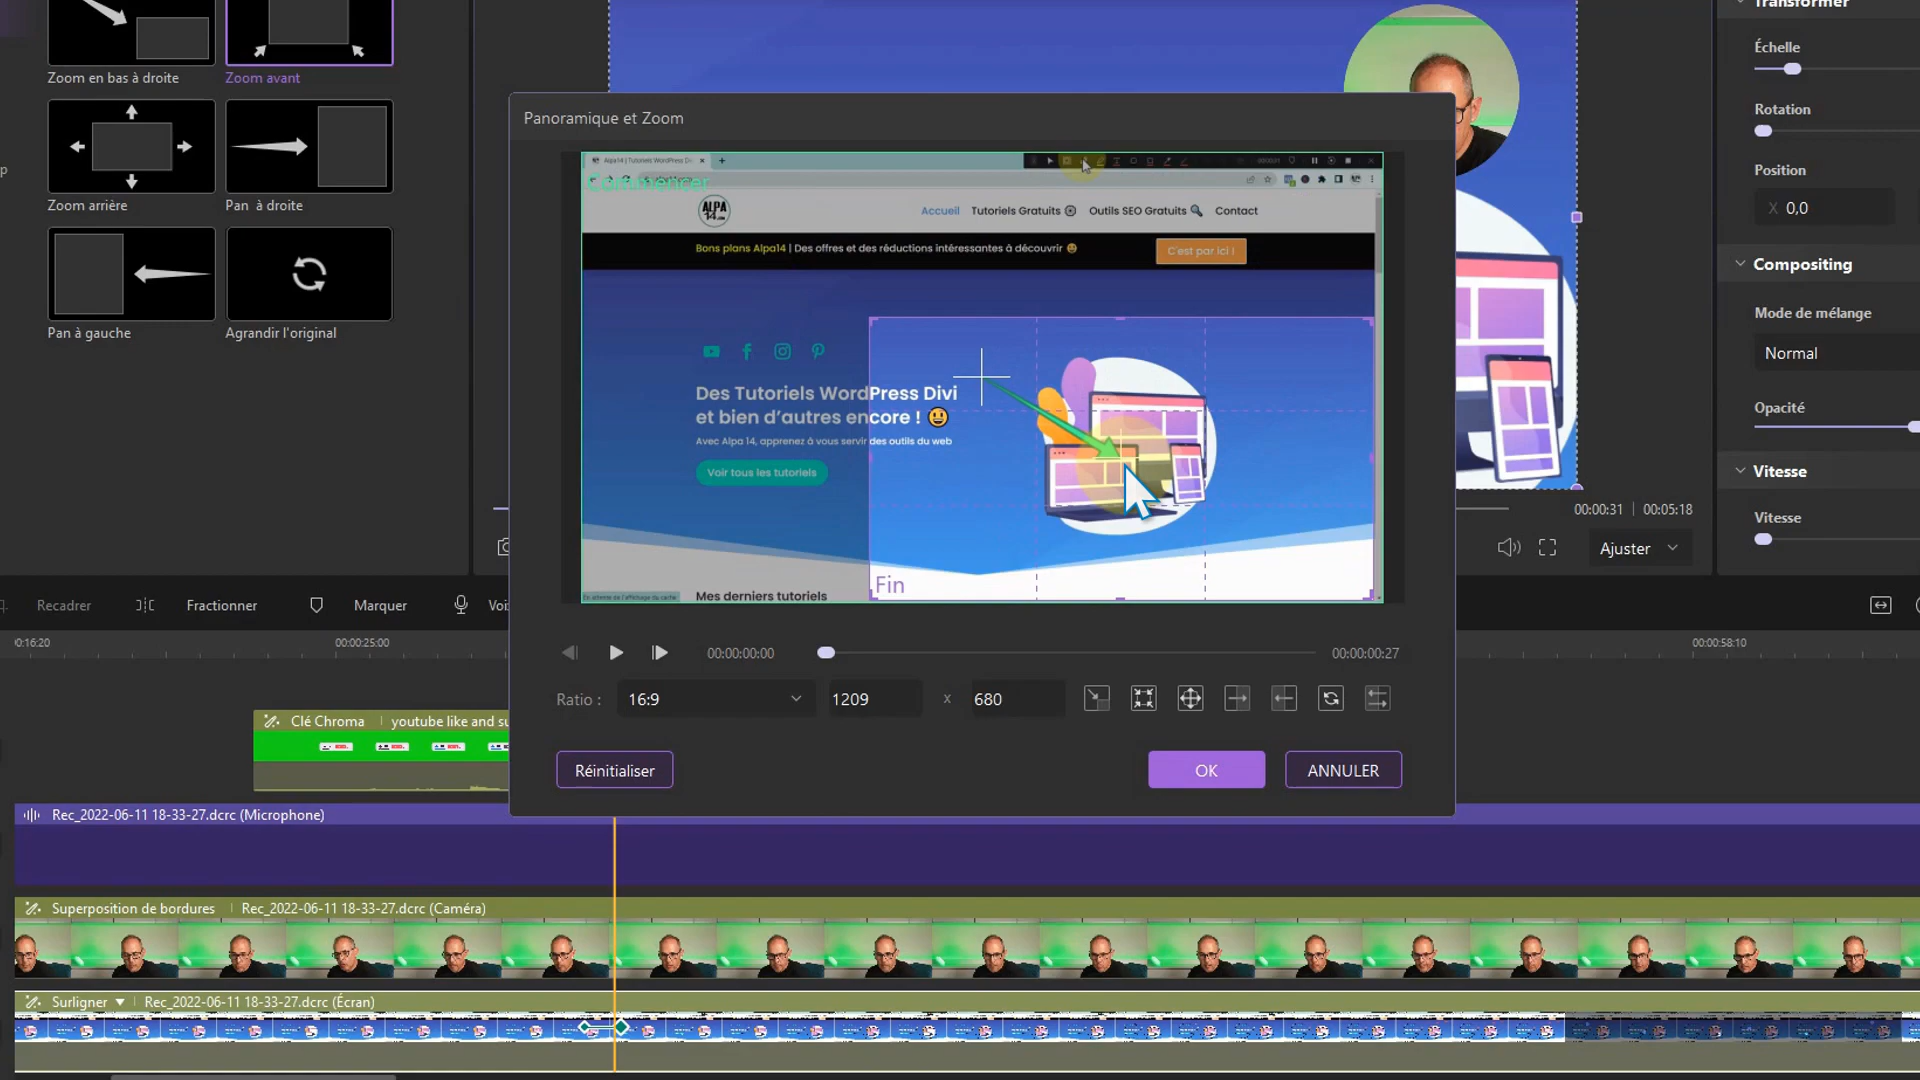 Transformer
Zoom en bas à droite
Zoom avant
Échelle
Rotation
Position
X 0,0
Panoramique et Zoom
Alpa14 | Tutoriels WordPress Di
Commencer
ALPA
14
Accueil
Tutoriels Gratuits
Outils SEO Gratuits
Contact
Zoom arrière
Pan à droite
Bons plans Alpa14 | Des offres et des réductions intéressantes à découvrir
C'est par ici !
Compositing
Mode de mélange
Normal
Pan à gauche
Agrandir l'original
Des Tutoriels WordPress Divi
et bien d'autres encore !
Avec Alpa 14, apprenez à vous servir des outils du web
Voir tous les tutoriels
Opacité
Vitesse
Vitesse
00:00:31 | 00:05:18
Ajuster
Fin
Mes derniers tutoriels
Recadrer
Fractionner
Marquer
Voi
0:16:20
00:00:25:00
00:00:58:10
00:00:00:00
00:00:00:27
Ratio :
16:9
1209
x
680
Clé Chroma
youtube like and su
Réinitialiser
OK
ANNULER
Rec_2022-06-11 18-33-27.dcrc (Microphone)
Superposition de bordures
Rec_2022-06-11 18-33-27.dcrc (Caméra)
Surligner
Rec_2022-06-11 18-33-27.dcrc (Écran)